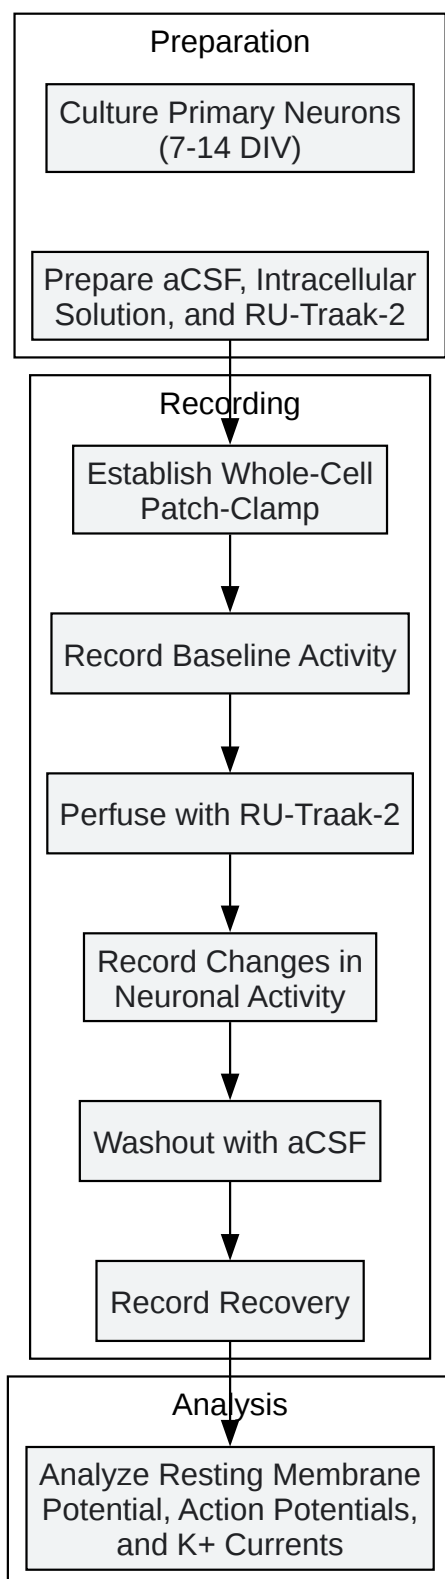 Preparation
Culture Primary Neurons
(7-14 DIV)
Prepare aCSF, Intracellular
Solution, and RU-Traak-2
Recording
Establish Whole-Cell
Patch-Clamp
Record Baseline Activity
Perfuse with RU-Traak-2
Record Changes in
Neuronal Activity
Washout with aCSF
Record Recovery
Analysis
Analyze Resting Membrane
Potential, Action Potentials,
and K+ Currents